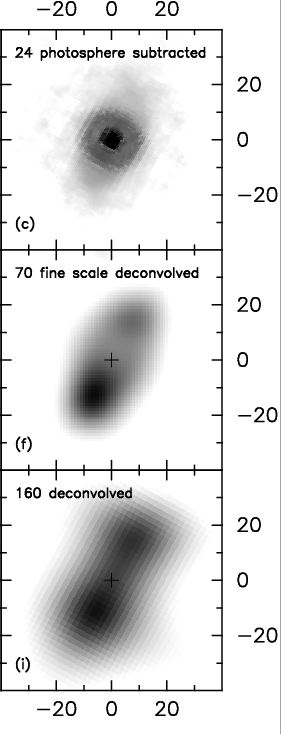 −20 0 20
24 photosphere subtracted
20
0
−20
(c)
70 fine scale deconvolved
20
0
−20
(f)
160 deconvolved
20
0
−20
(i)
−20 0 20